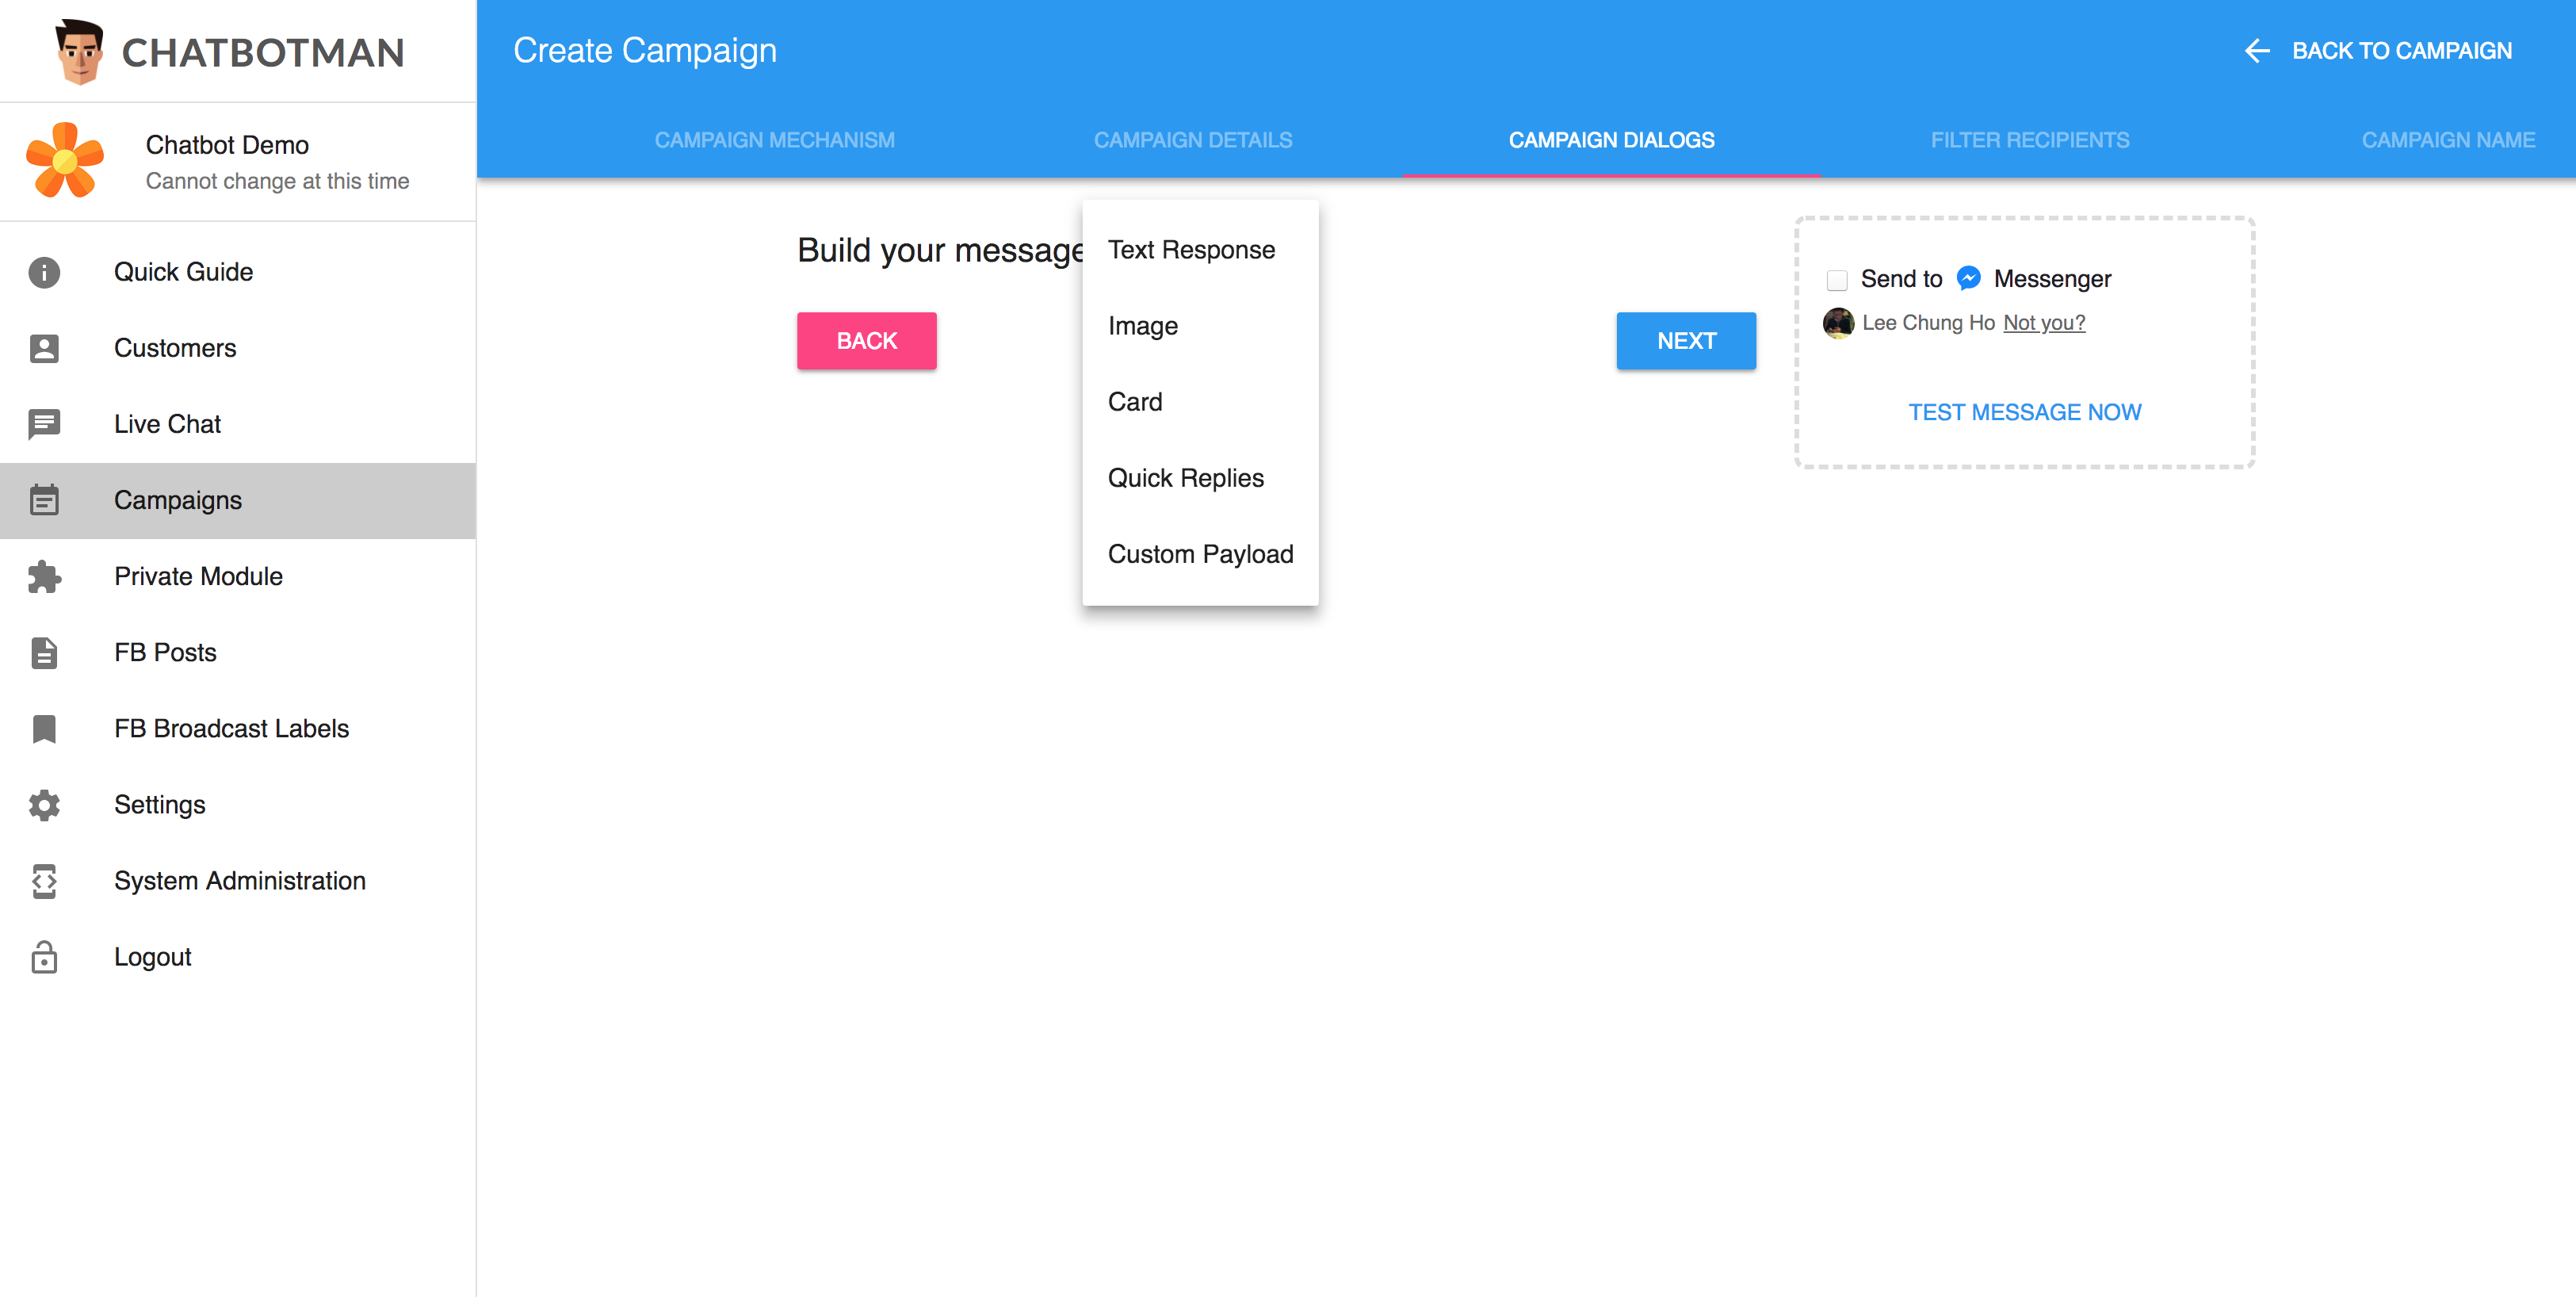 CHATBOTMAN
Chatbot Demo
Cannot change at this time
Quick Guide
Customers
Live Chat
Campaigns
Private Module
FB Posts
FB Broadcast Labels
Settings
System Administration
Logout
Create Campaign
BACK TO CAMPAIGN
CAMPAIGN MECHANISM
CAMPAIGN DETAILS
CAMPAIGN DIALOGS
FILTER RECIPIENTS
CAMPAIGN NAME
Build your message
BACK
Text Response
Image
Card
Quick Replies
Custom Payload
NEXT
Send to Messenger
Lee Chung Ho Not you?
TEST MESSAGE NOW